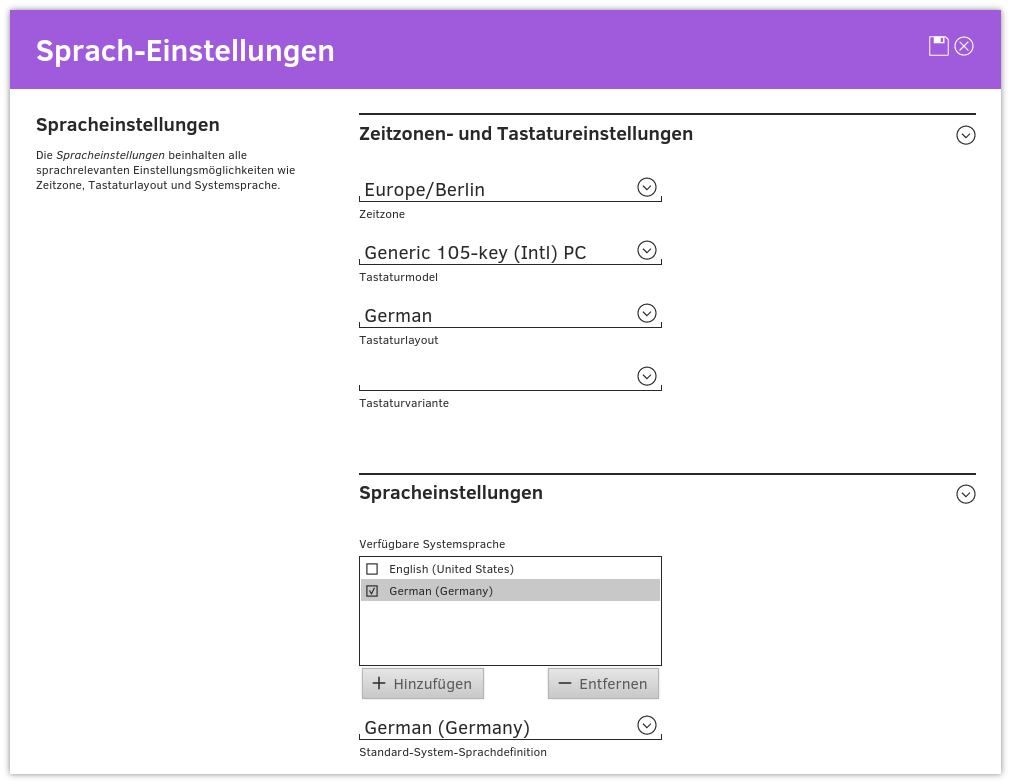 Sprach-Einstellungen
Spracheinstellungen
Die Spracheinstellungen beinhalten alle
sprachrelevanten Einstellungsmöglichkeiten wie
Zeitzone, Tastaturlayout und Systemsprache.
Zeitzonen- und Tastatureinstellungen
Europe/Berlin
Zeitzone
Generic 105-key (Intl) PC
Tastaturmodel
German
Tastaturlayout
Tastaturvariante
Spracheinstellungen
Verfügbare Systemsprache
English (United States)
German (Germany)
Hinzufügen
Entfernen
German (Germany)
Standard-System-Sprachdefinition